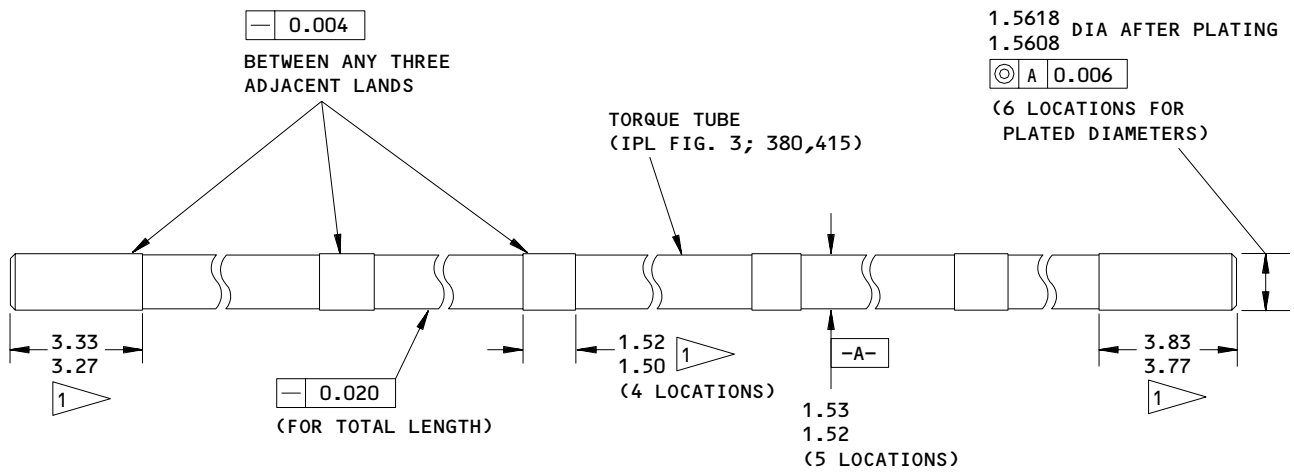 — 0.004
BETWEEN ANY THREE
ADJACENT LANDS
TORQUE TUBE
(IPL FIG. 3; 380,415)
1.5618
1.5608
DIA AFTER PLATING
◎ A 0.006
(6 LOCATIONS FOR
PLATED DIAMETERS)
3.33
3.27
1
— 0.020
(FOR TOTAL LENGTH)
1.52
1.50
1
(4 LOCATIONS)
-A-
1.53
1.52
(5 LOCATIONS)
3.83
3.77
1